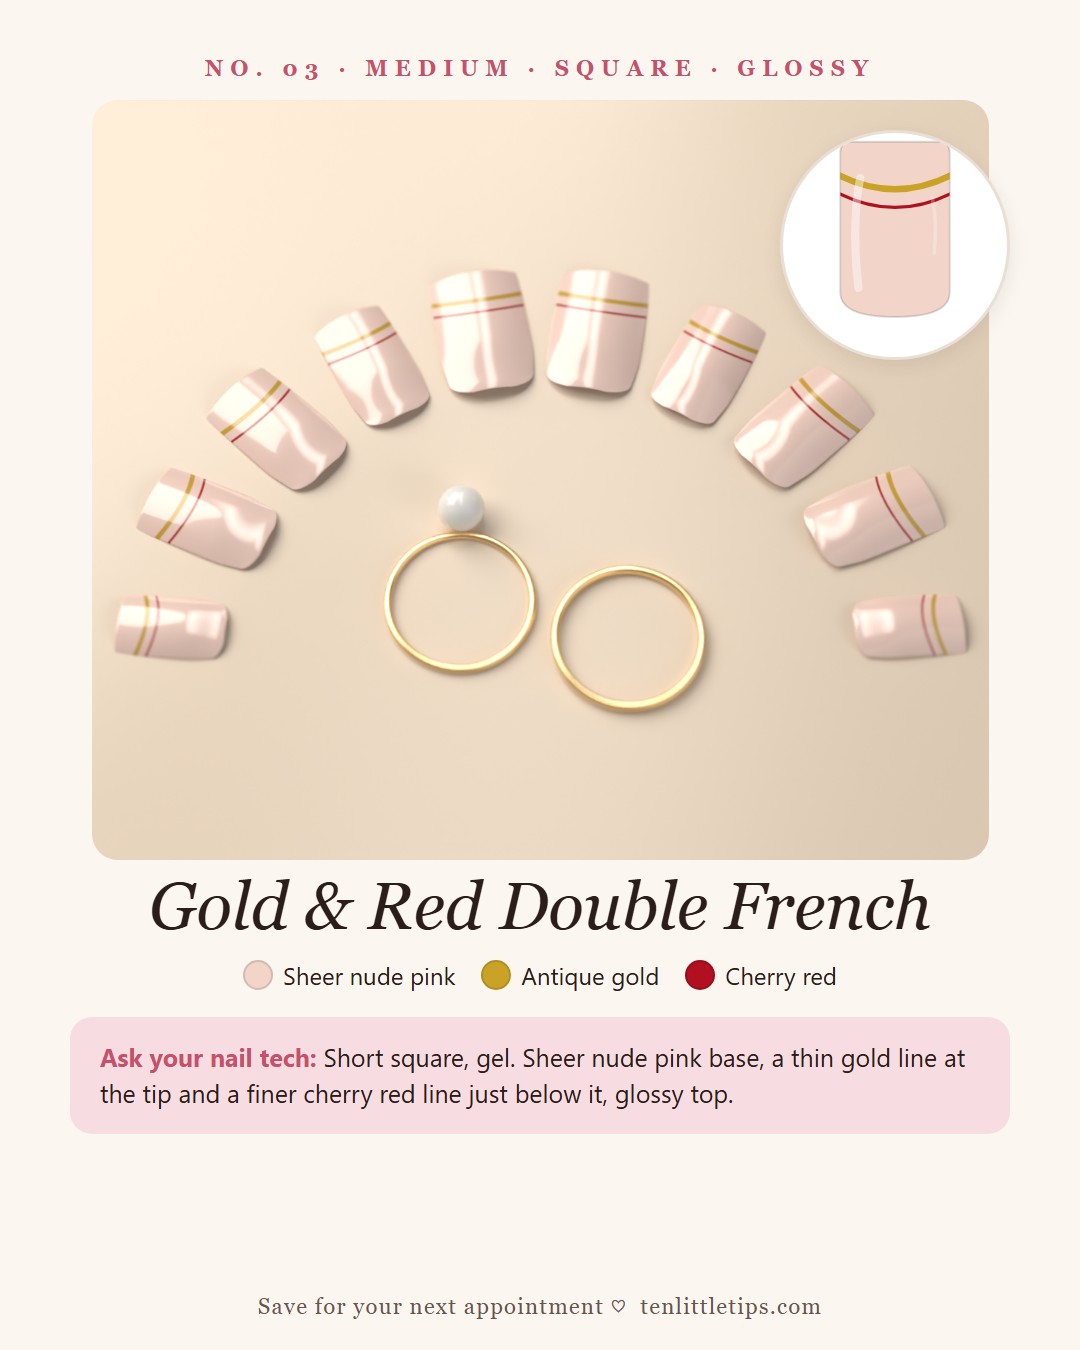 NO. 03 · MEDIUM · SQUARE · GLOSSY
Gold & Red Double French
Sheer nude pink Antique gold Cherry red
Ask your nail tech: Short square, gel. Sheer nude pink base, a thin gold line at
the tip and a finer cherry red line just below it, glossy top.
Save for your next appointment ♡ tenlittletips.com